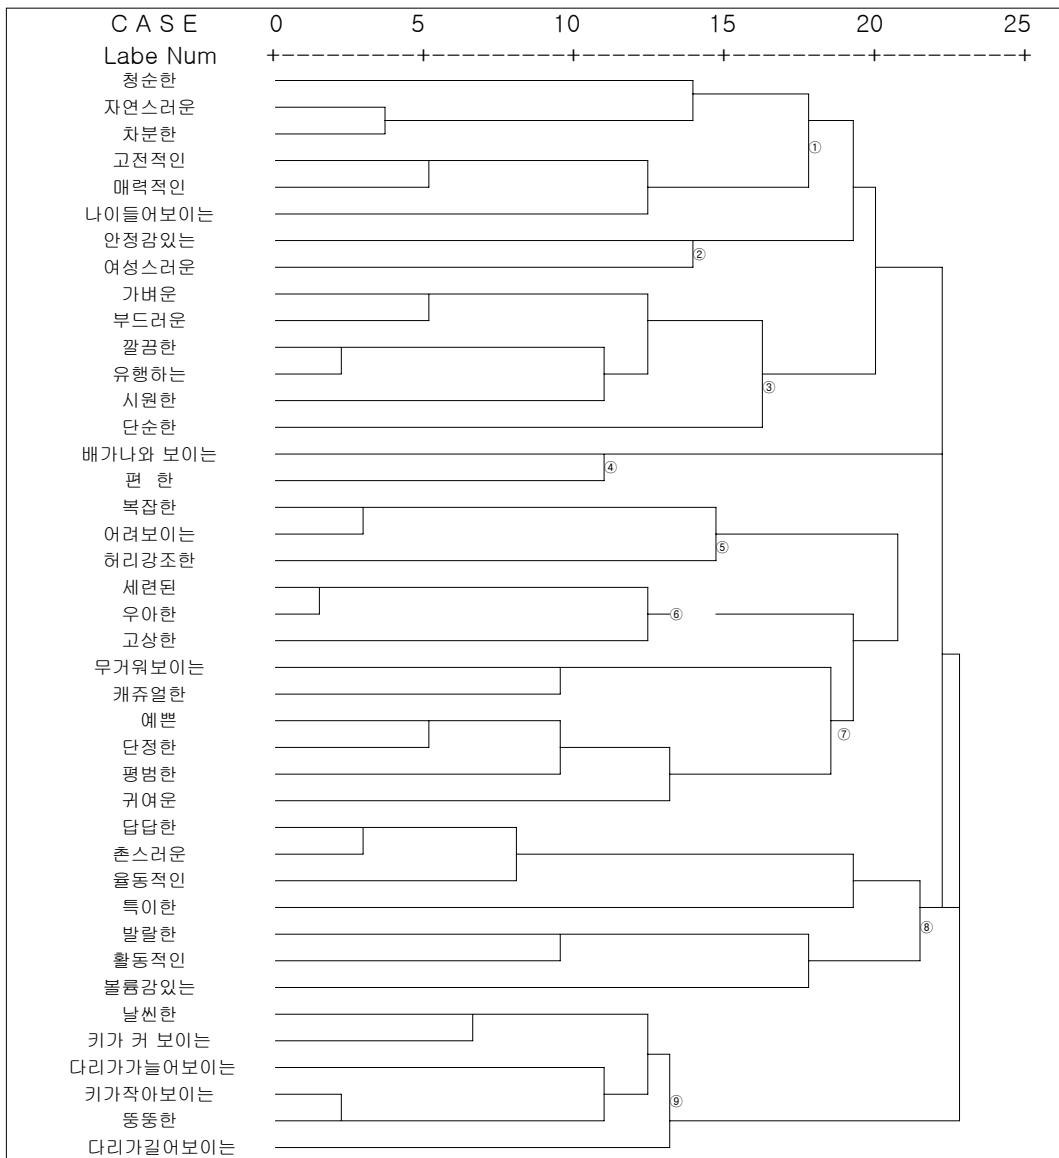 C A S E 0 5 10 15 20 25
Labe Num +---------+---------+---------+---------+---------+
청순한
자연스러운
차분한
①
고전적인
매력적인
나이들어보이는
안정감있는
②
여성스러운
가벼운
부드러운
깔끔한
유행하는
③
시원한
단순한
배가나와 보이는
④
편 한
복잡한
어려보이는
⑤
허리강조한
세련된
우아한 ⑥
고상한
무거워보이는
캐쥬얼한
예쁜
⑦
단정한
평범한
귀여운
답답한
촌스러운
율동적인
특이한
⑧
발랄한
활동적인
볼륨감있는
날씬한
키가 커 보이는
다리가가늘어보이는
키가작아보이는
⑨
뚱뚱한
다리가길어보이는